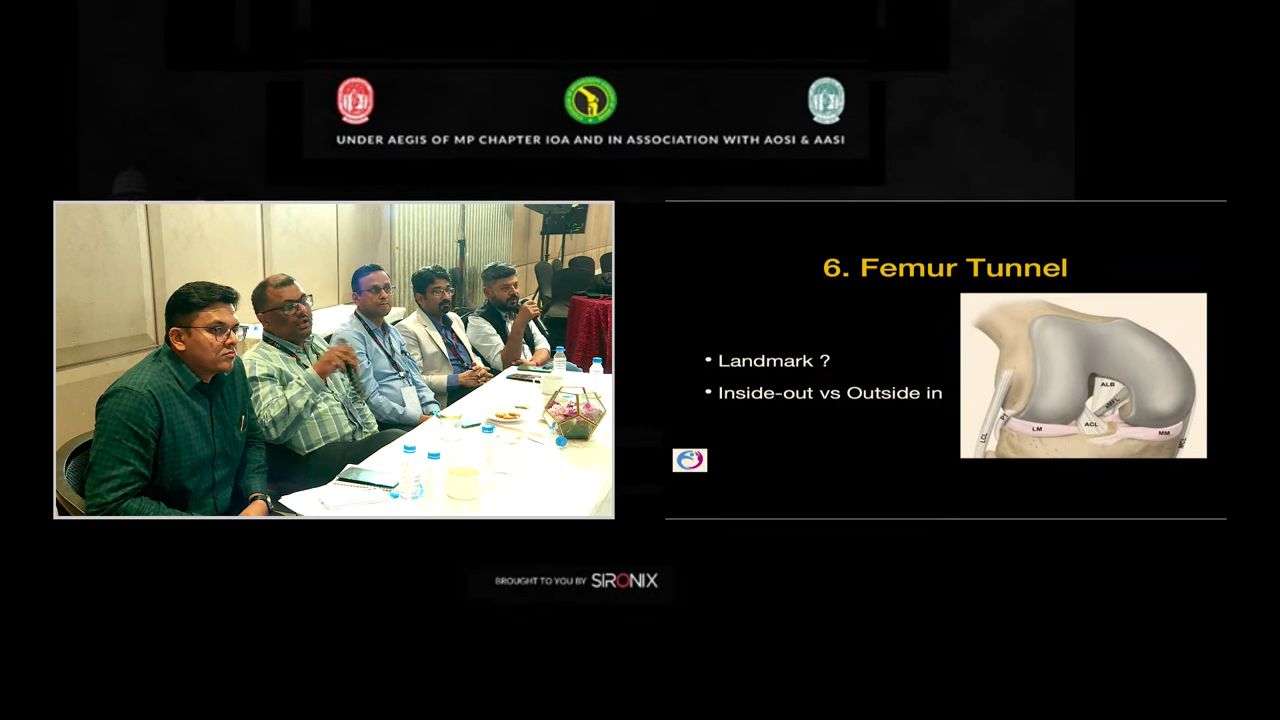 UNDER AEGIS OF MP CHAPTER IOA AND IN ASSOCIATION WITH AOSI & AASI
6. Femur Tunnel
• Landmark ?
• Inside-out vs Outside in
ALB
ACL
LM
MM
LCL
BROUGHT TO YOU BY SIRONIX